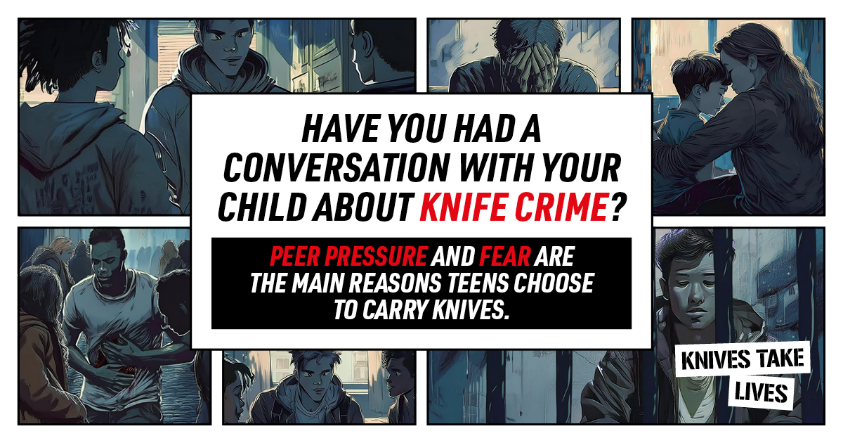 HAVE YOU HAD A
CONVERSATION WITH YOUR
CHILD ABOUT KNIFE CRIME?
PEER PRESSURE AND FEAR ARE
THE MAIN REASONS TEENS CHOOSE
TO CARRY KNIVES.
KNIVES TAKE
LIVES